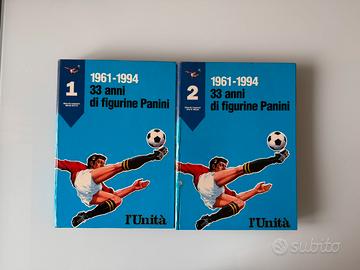 1
1961-1994
33 anni
di figurine Panini
l'Unità
2
1961-1994
33 anni
di figurine Panini
l'Unità
subito